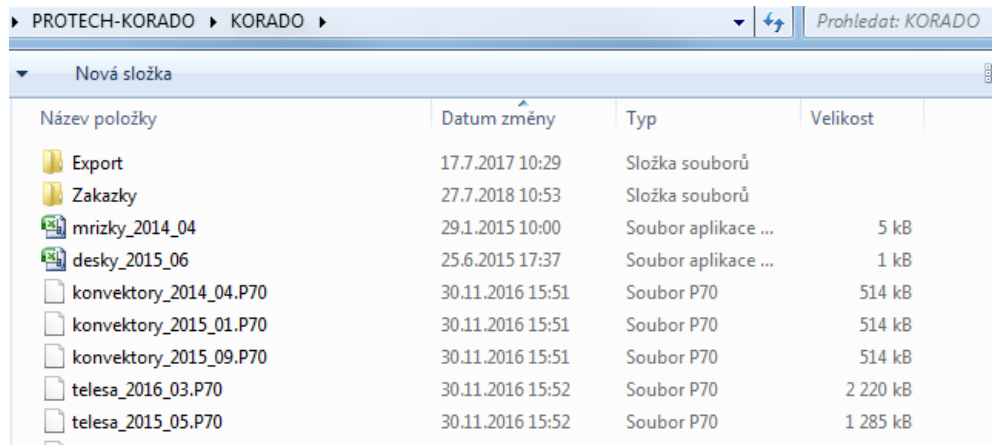 PROTECH-KORADO KORADO Prohledat: KORADO
Nová složka
Název položky Datum změny Typ Velikost
Export 17.7.2017 10:29 Složka souborů
Zakazky 27.7.2018 10:53 Složka souborů
mrizky_2014_04 29.1.2015 10:00 Soubor aplikace ... 5 kB
desky_2015_06 25.6.2015 17:37 Soubor aplikace ... 1 kB
konvektory_2014_04.P70 30.11.2016 15:51 Soubor P70 514 kB
konvektory_2015_01.P70 30.11.2016 15:51 Soubor P70 514 kB
konvektory_2015_09.P70 30.11.2016 15:51 Soubor P70 514 kB
telesa_2016_03.P70 30.11.2016 15:52 Soubor P70 2 220 kB
telesa_2015_05.P70 30.11.2016 15:52 Soubor P70 1 285 kB